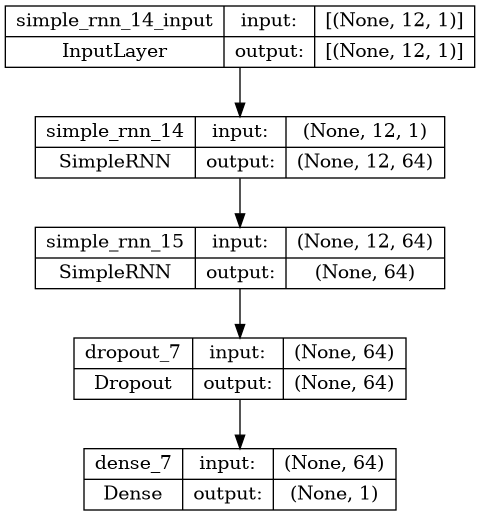 simple_rnn_14_input input: [(None, 12, 1)]
InputLayer output: [(None, 12, 1)]
simple_rnn_14 input: (None, 12, 1)
SimpleRNN output: (None, 12, 64)
simple_rnn_15 input: (None, 12, 64)
SimpleRNN output: (None, 64)
dropout_7 input: (None, 64)
Dropout output: (None, 64)
dense_7 input: (None, 64)
Dense output: (None, 1)